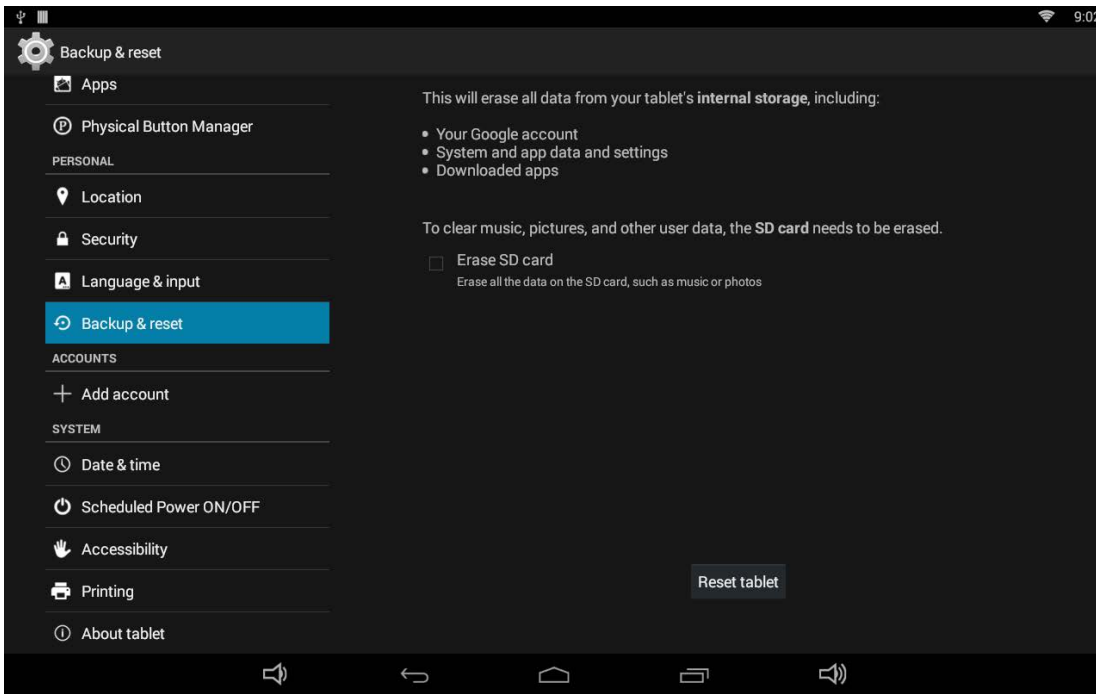 9:02
Backup & reset
Apps
Physical Button Manager
PERSONAL
Location
Security
Language & input
Backup & reset
ACCOUNTS
Add account
SYSTEM
Date & time
Scheduled Power ON/OFF
Accessibility
Printing
About tablet
This will erase all data from your tablet's internal storage, including:
• Your Google account
• System and app data and settings
• Downloaded apps
To clear music, pictures, and other user data, the SD card needs to be erased.
Erase SD card
Erase all the data on the SD card, such as music or photos
Reset tablet